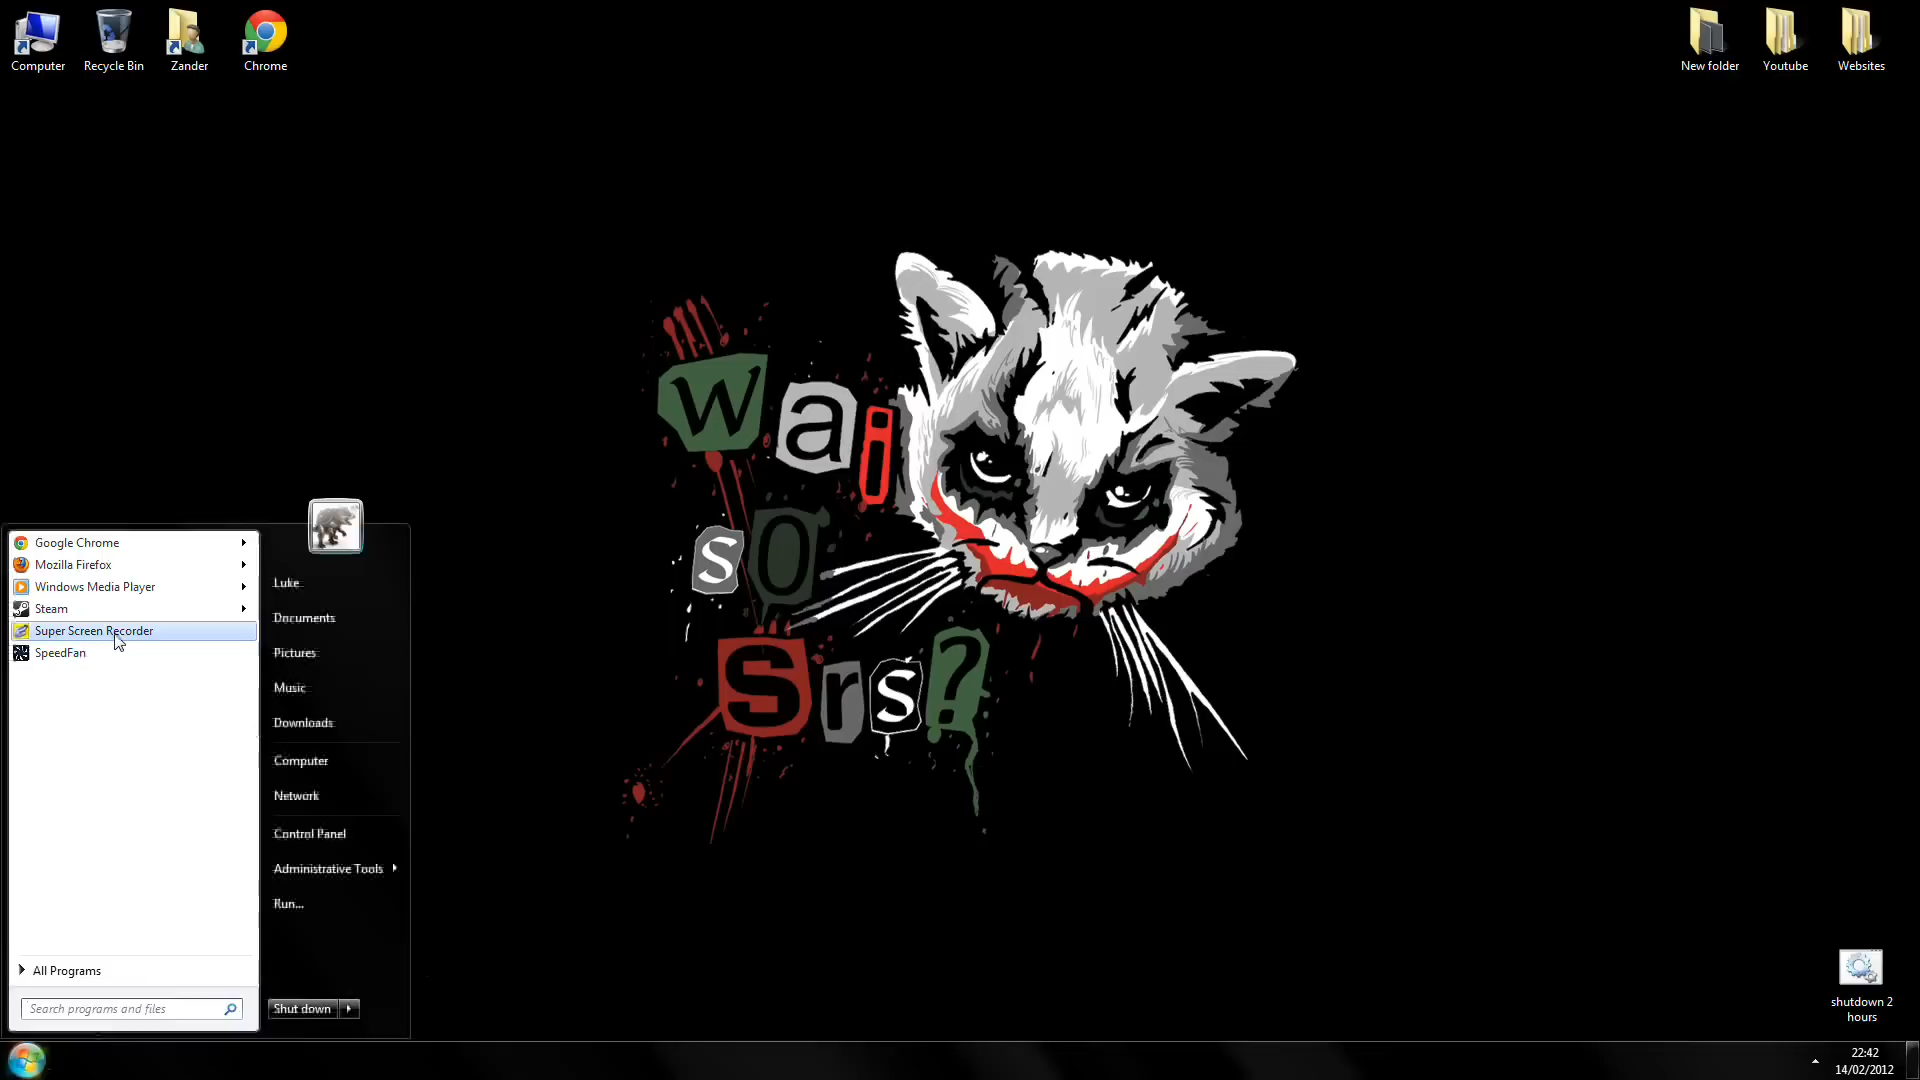 Computer
Recycle Bin
Zander
Chrome
New folder
Youtube
Websites
wai
so
Srs?
Google Chrome
Mozilla Firefox
Windows Media Player
Steam
Super Screen Recorder
SpeedFan
All Programs
Search programs and files
Luke
Documents
Pictures
Music
Downloads
Computer
Network
Control Panel
Administrative Tools
Run...
Shut down
shutdown 2
hours
22:42
14/02/2012